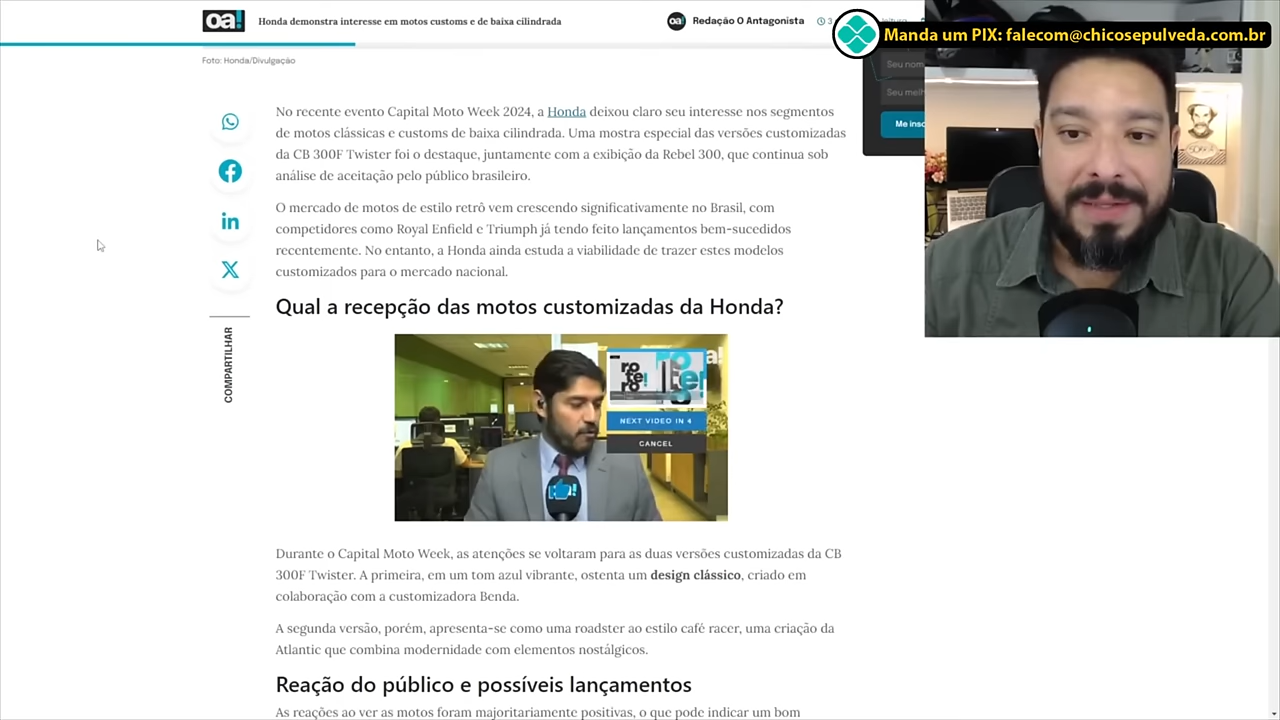 oa!
Honda demonstra interesse em motos customs e de baixa cilindrada
oa!
Redação O Antagonista
Manda um PIX: falecom@chicosepulveda.com.br
Foto: Honda/Divulgação
Seu nom
Seu melh
Me insc
No recente evento Capital Moto Week 2024, a Honda deixou claro seu interesse nos segmentos
de motos clássicas e customs de baixa cilindrada. Uma mostra especial das versões customizadas
da CB 300F Twister foi o destaque, juntamente com a exibição da Rebel 300, que continua sob
análise de aceitação pelo público brasileiro.
O mercado de motos de estilo retrô vem crescendo significativamente no Brasil, com
competidores como Royal Enfield e Triumph já tendo feito lançamentos bem-sucedidos
recentemente. No entanto, a Honda ainda estuda a viabilidade de trazer estes modelos
customizados para o mercado nacional.
COMPARTILHAR
Qual a recepção das motos customizadas da Honda?
ro
te
ro!
NEXT VIDEO IN 4
CANCEL
Durante o Capital Moto Week, as atenções se voltaram para as duas versões customizadas da CB
300F Twister. A primeira, em um tom azul vibrante, ostenta um design clássico, criado em
colaboração com a customizadora Benda.
A segunda versão, porém, apresenta-se como uma roadster ao estilo café racer, uma criação da
Atlantic que combina modernidade com elementos nostálgicos.
Reação do público e possíveis lançamentos
As reações ao ver as motos foram majoritariamente positivas, o que pode indicar um bom